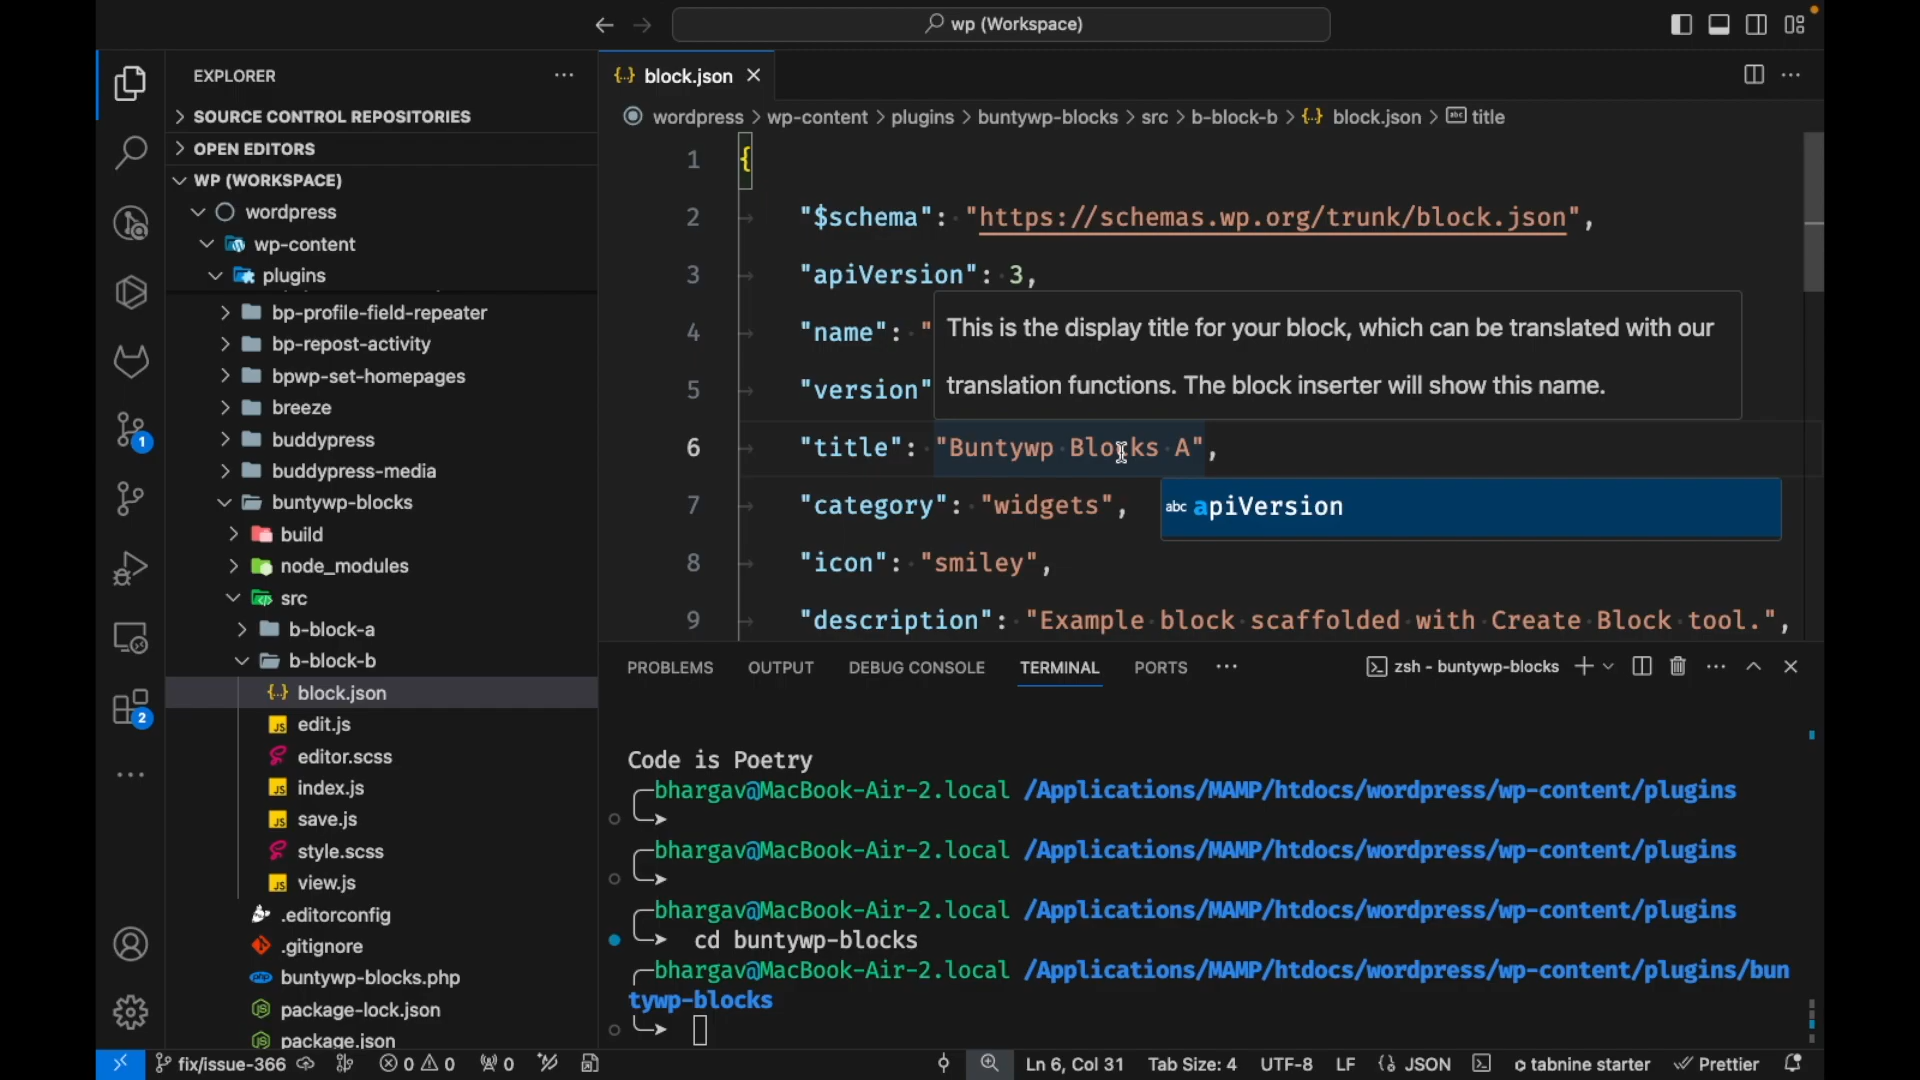 wp (Workspace)
EXPLORER
SOURCE CONTROL REPOSITORIES
OPEN EDITORS
WP (WORKSPACE)
wordpress
wp-content
plugins
bp-profile-field-repeater
bp-repost-activity
bpwp-set-homepages
breeze
buddypress
buddypress-media
buntywp-blocks
build
node_modules
src
b-block-a
b-block-b
block.json
edit.js
editor.scss
index.js
save.js
style.scss
view.js
.editorconfig
.gitignore
buntywp-blocks.php
package-lock.json
package.json
1
2
block.json
wordpress > wp-content > plugins > buntywp-blocks > src > b-block-b > block.json > title
1 {
2 "$schema": "https://schemas.wp.org/trunk/block.json",
3 "apiVersion": 3,
4 "name": "
5 "version"
6 "title": "Buntywp Blocks A",
7 "category": "widgets",
8 "icon": "smiley",
9 "description": "Example block scaffolded with Create Block tool.",
This is the display title for your block, which can be translated with our
translation functions. The block inserter will show this name.
abc apiVersion
PROBLEMS OUTPUT DEBUG CONSOLE TERMINAL PORTS zsh - buntywp-blocks
Code is Poetry
bhargav@MacBook-Air-2.local /Applications/MAMP/htdocs/wordpress/wp-content/plugins
bhargav@MacBook-Air-2.local /Applications/MAMP/htdocs/wordpress/wp-content/plugins
bhargav@MacBook-Air-2.local /Applications/MAMP/htdocs/wordpress/wp-content/plugins
cd buntywp-blocks
bhargav@MacBook-Air-2.local /Applications/MAMP/htdocs/wordpress/wp-content/plugins/bun
tywp-blocks
fix/issue-366 0 0 0 Ln 6, Col 31 Tab Size: 4 UTF-8 LF {} JSON tabnine starter Prettier